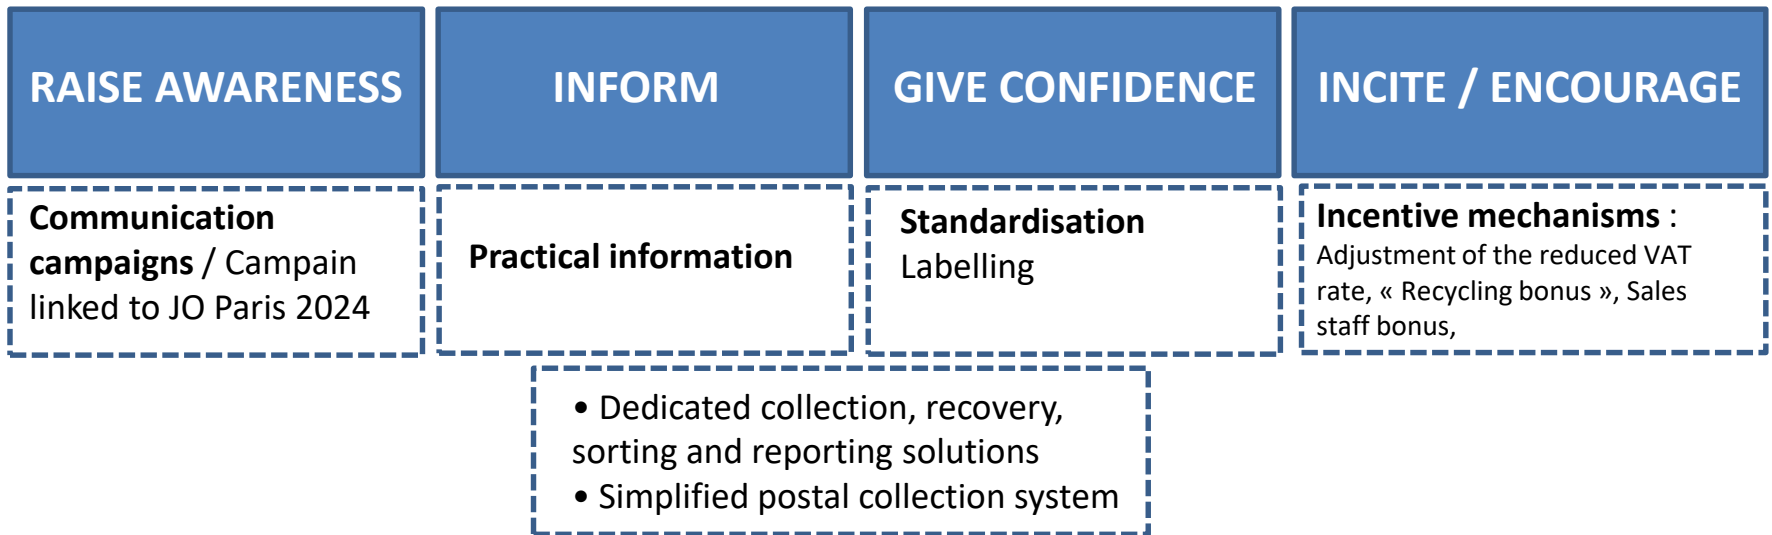 RAISE AWARENESS
INFORM
GIVE CONFIDENCE
INCITE / ENCOURAGE
Communication
campaigns / Campain
linked to JO Paris 2024
Practical information
Standardisation
Labelling
Incentive mechanisms :
Adjustment of the reduced VAT
rate, « Recycling bonus », Sales
staff bonus,
• Dedicated collection, recovery,
sorting and reporting solutions
• Simplified postal collection system